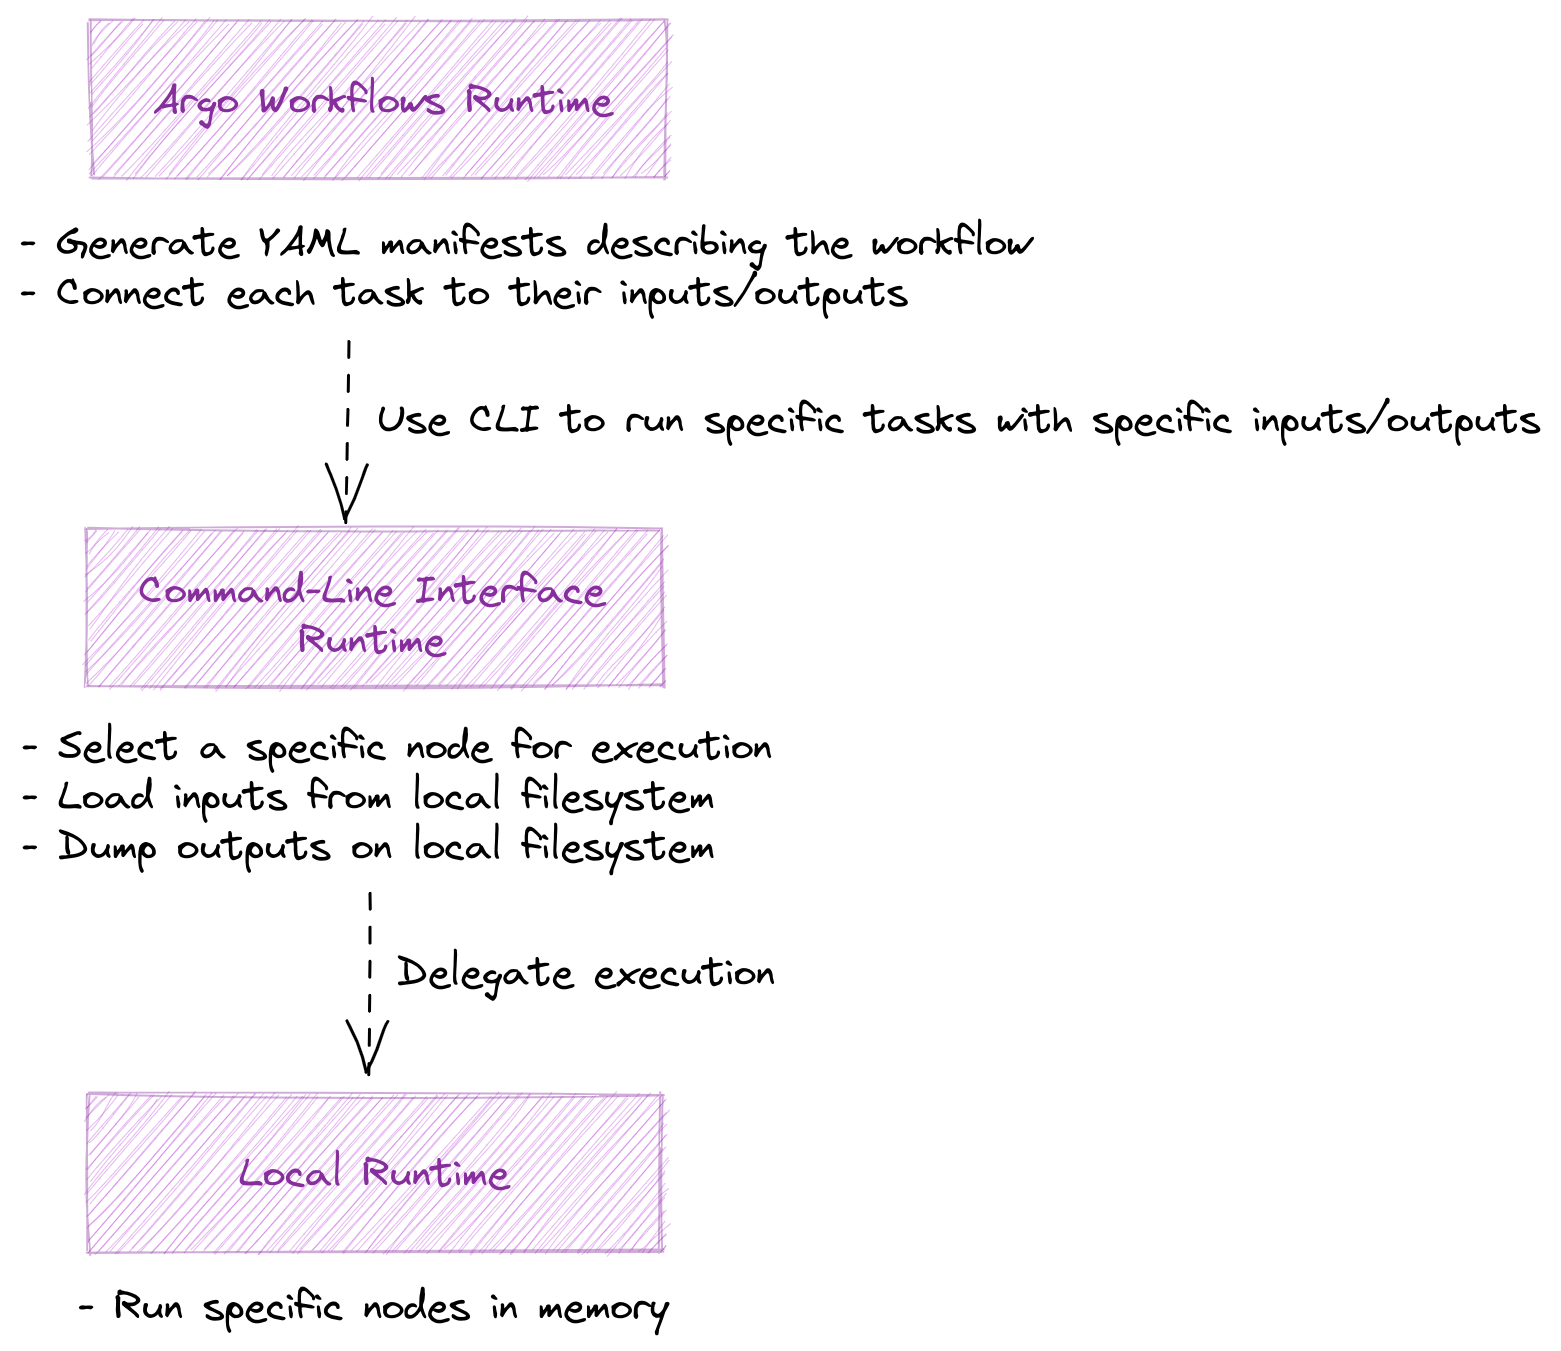 Argo Workflows Runtime
- Generate YAML manifests describing the workflow
- Connect each task to their inputs/outputs
Use CLI to run specific tasks with specific inputs/outputs
Command-Line Interface
Runtime
- Select a specific node for execution
- Load inputs from local filesystem
- Dump outputs on local filesystem
Delegate execution
Local Runtime
- Run specific nodes in memory